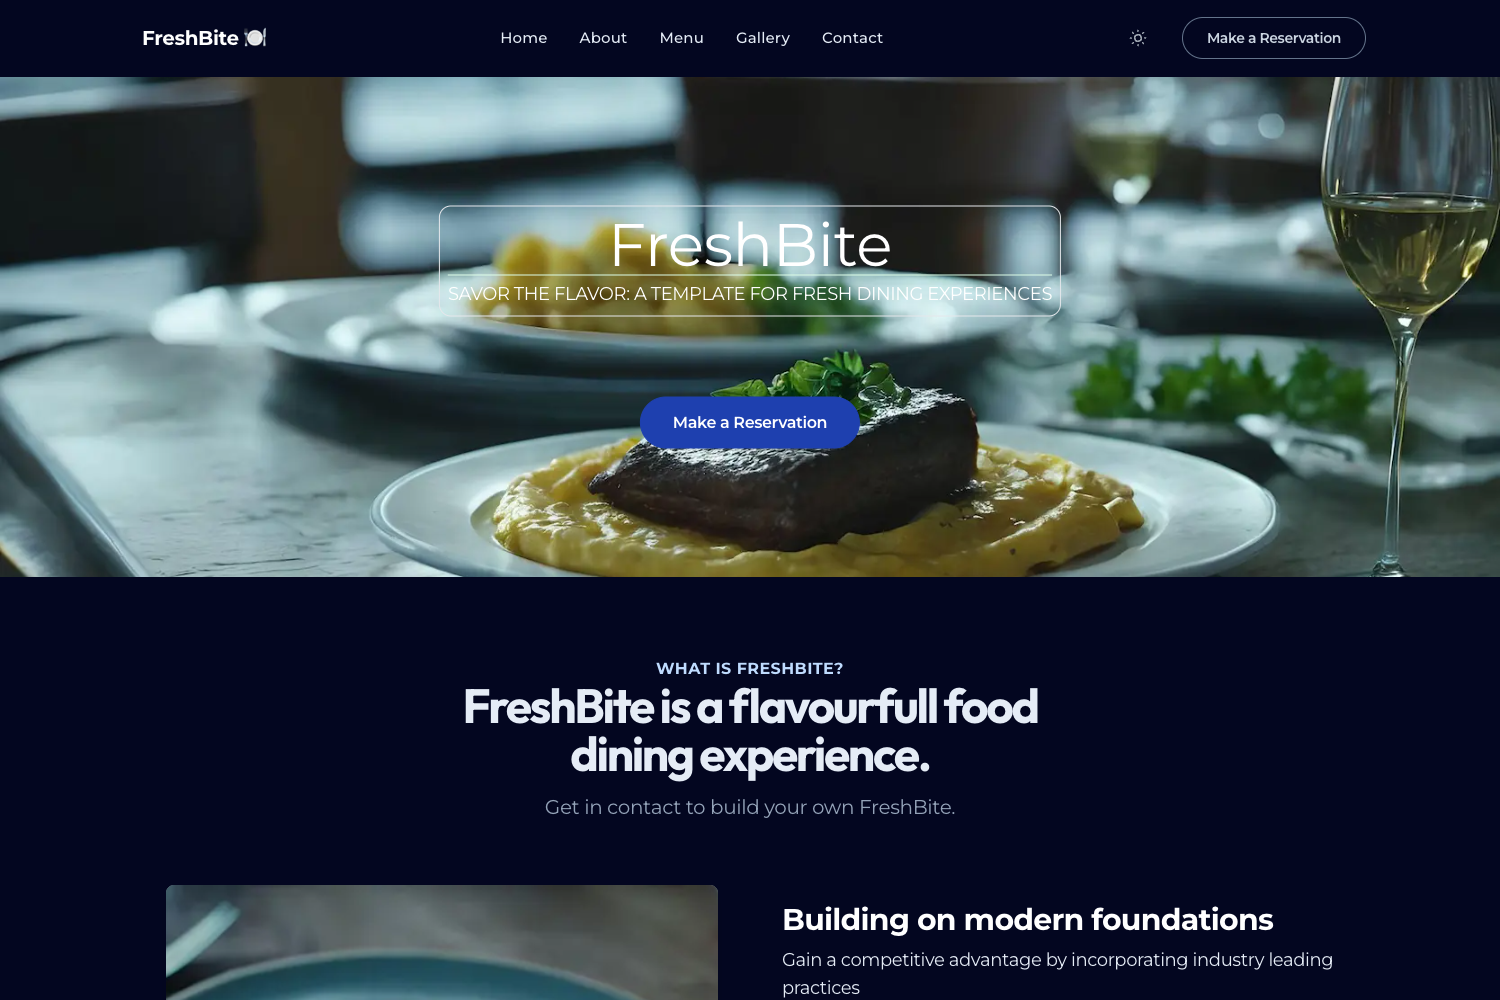 FreshBite
Home
About
Menu
Gallery
Contact
Make a Reservation
FreshBite
SAVOR THE FLAVOR: A TEMPLATE FOR FRESH DINING EXPERIENCES
Make a Reservation
WHAT IS FRESHBITE?
FreshBite is a flavourfull food
dining experience.
Get in contact to build your own FreshBite.
Building on modern foundations
Gain a competitive advantage by incorporating industry leading
practices